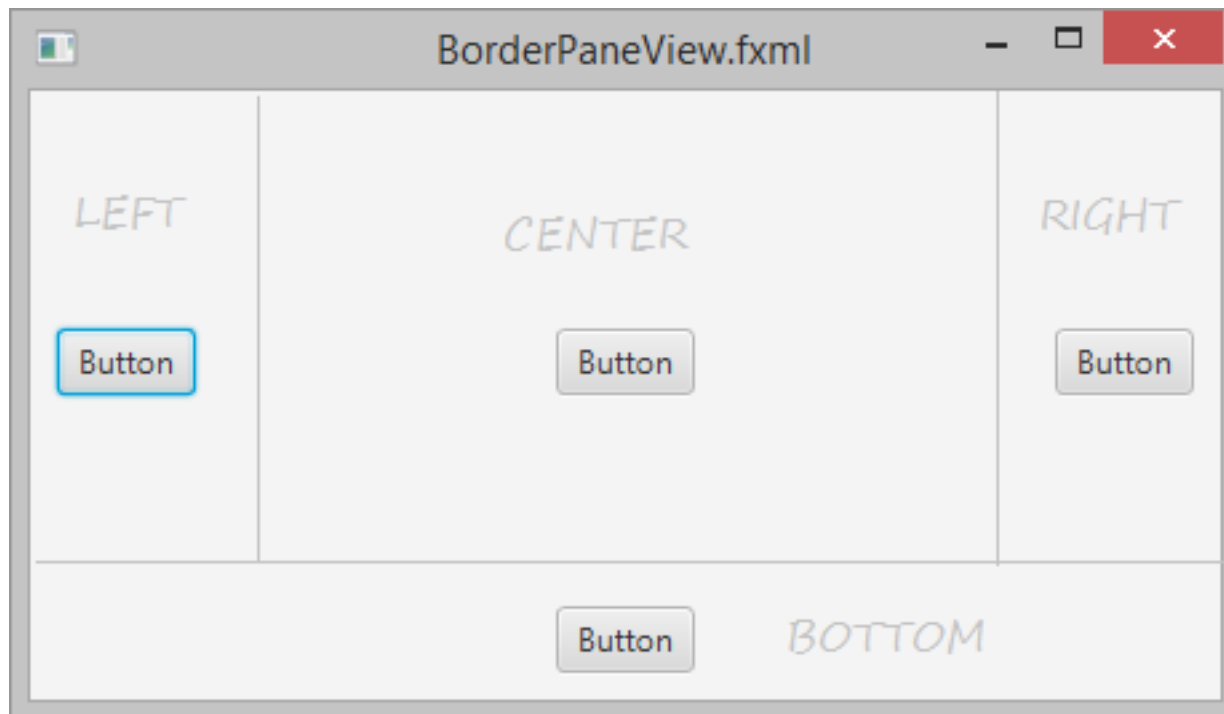 BorderPaneView.fxml
LEFT
CENTER
RIGHT
Button
Button
Button
Button
BOTTOM